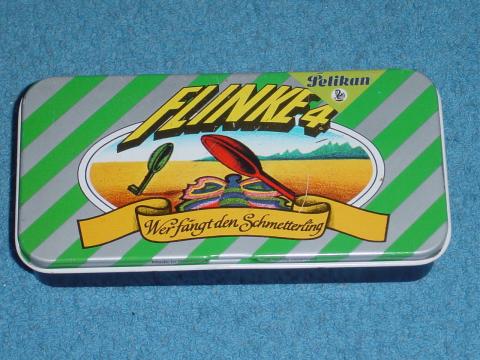 Pelikan
FLINKE 4
Wer fängt den Schmetterling